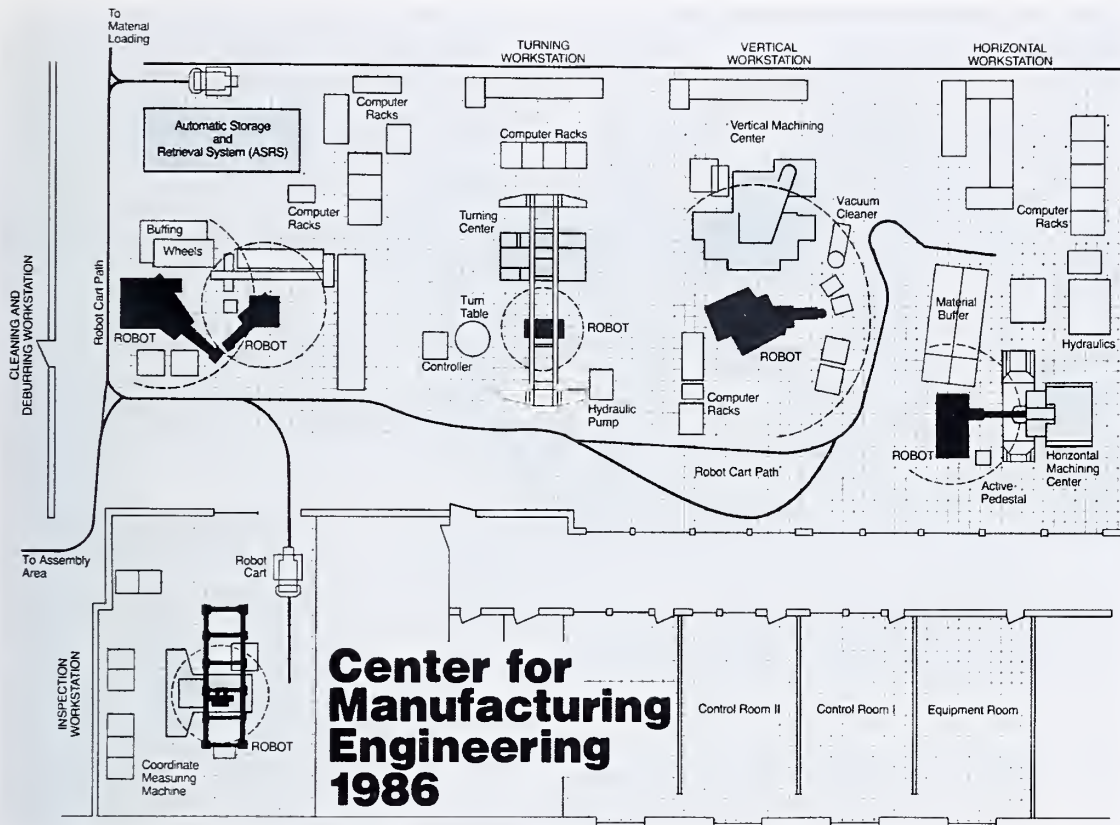 To
Material
Loading
TURNING
WORKSTATION
VERTICAL
WORKSTATION
HORIZONTAL
WORKSTATION
Automatic Storage
and
Retrieval System (ASRS)
Computer
Racks
Computer
Racks
Computer Racks
Vertical Machining
Center
Computer
Racks
CLEANING AND
DEBURRING WORKSTATION
Robot Cart Path
Buffing
Wheels
ROBOT
ROBOT
Turning
Center
Turn
Table
Controller
ROBOT
Hydraulic
Pump
Vacuum
Cleaner
ROBOT
Computer
Racks
Material
Buffer
Hydraulics
ROBOT
Active-
Pedestal
Horizontal
Machining
Center
Robot Cart Path
To Assembly
Area
Robot
Cart
INSPECTION
WORKSTATION
ROBOT
Coordinate
Measuring
Machine
Center for
Manufacturing
Engineering
1986
Control Room II
Control Room I
Equipment Room